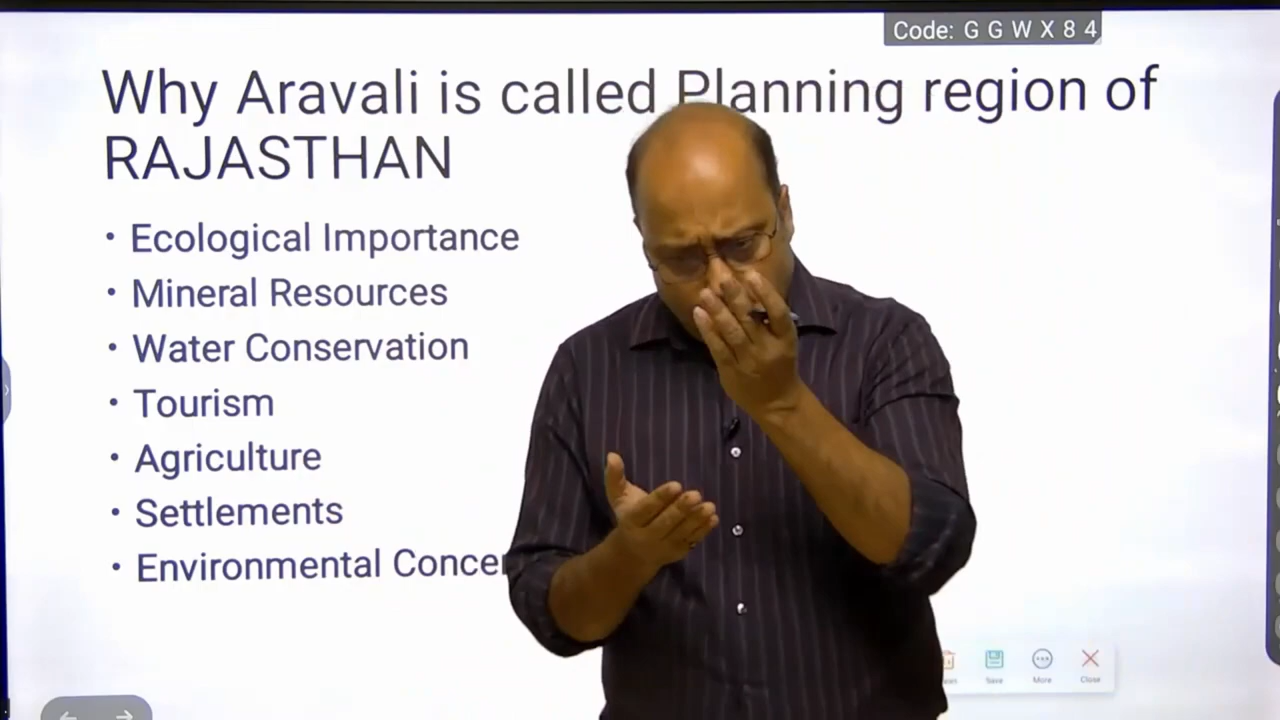 Code: G G W X 8 4
Why Aravali is called Planning region of
RAJASTHAN
• Ecological Importance
• Mineral Resources
• Water Conservation
• Tourism
• Agriculture
• Settlements
• Environmental
Save More Close